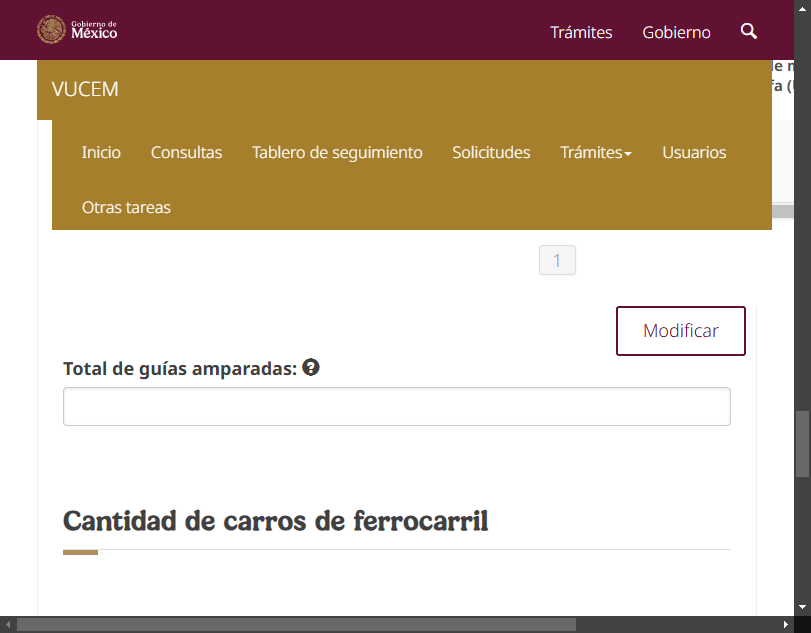 Gobierno de
México
Trámites
Gobierno
VUCEM
Inicio
Consultas
Tablero de seguimiento
Solicitudes
Trámites
Usuarios
Otras tareas
1
Modificar
Total de guías amparadas:
Cantidad de carros de ferrocarril